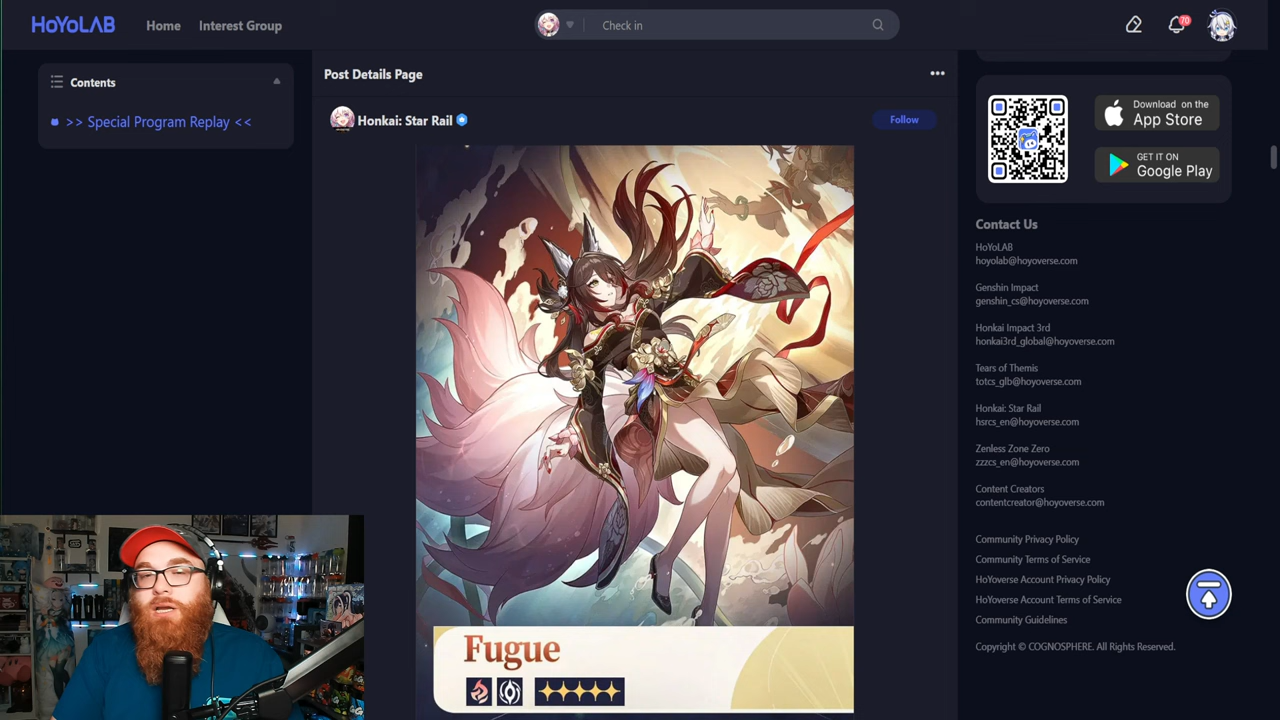 HoYoLAB
Home
Interest Group
Check in
70
Contents
>> Special Program Replay <<
Post Details Page
Honkai: Star Rail
Follow
Fugue
Download on the
App Store
GET IT ON
Google Play
Contact Us
HoYoLAB
hoyolab@hoyoverse.com
Genshin Impact
genshin_cs@hoyoverse.com
Honkai Impact 3rd
honkai3rd_global@hoyoverse.com
Tears of Themis
totcs_glb@hoyoverse.com
Honkai: Star Rail
hsrcs_en@hoyoverse.com
Zenless Zone Zero
zzzcs_en@hoyoverse.com
Content Creators
contentcreator@hoyoverse.com
Community Privacy Policy
Community Terms of Service
HoYoverse Account Privacy Policy
HoYoverse Account Terms of Service
Community Guidelines
Copyright © COGNOSPHERE. All Rights Reserved.